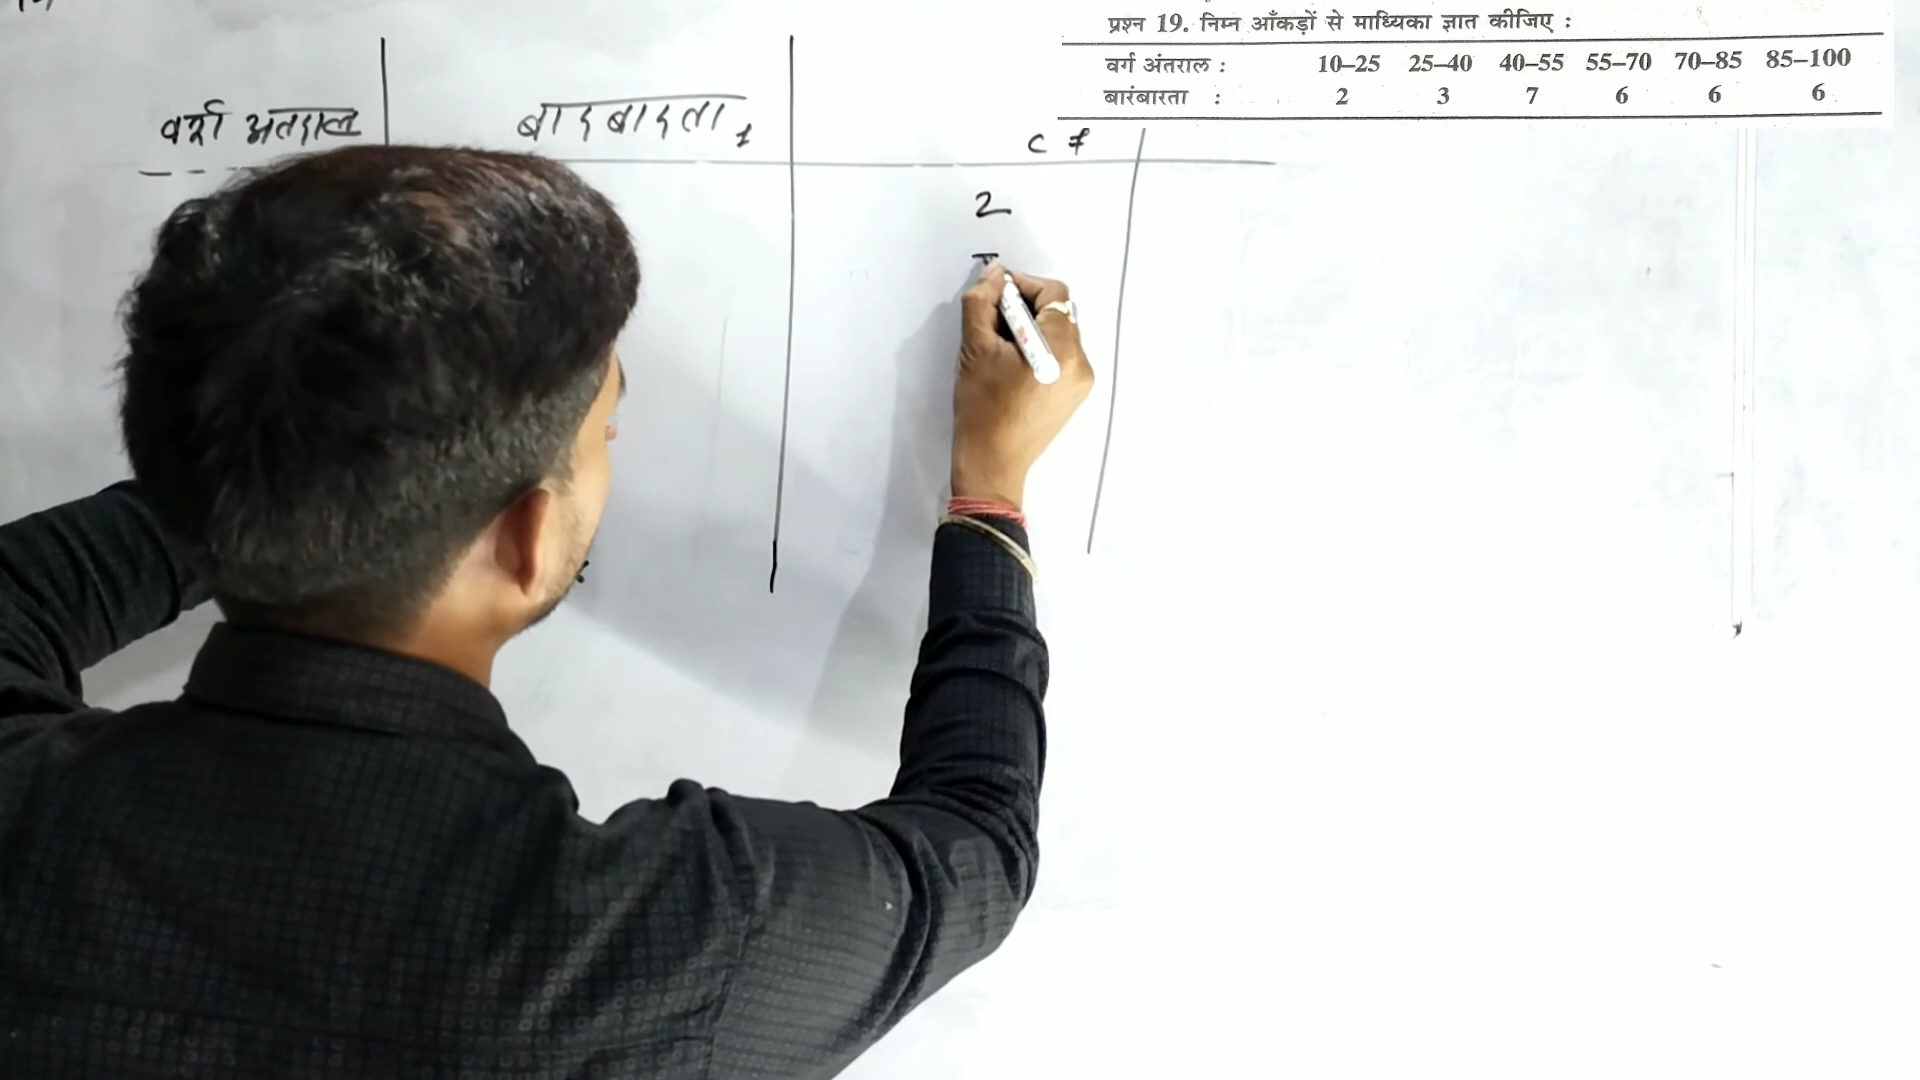 प्रश्न 19. निम्न आँकड़ों से माध्यिका ज्ञात कीजिए :
वर्ग अंतराल : 10–25 25–40 40–55 55–70 70–85 85–100
बारंबारता : 2 3 7 6 6 6
वर्ग अंतराल बारंबारता f cf
2